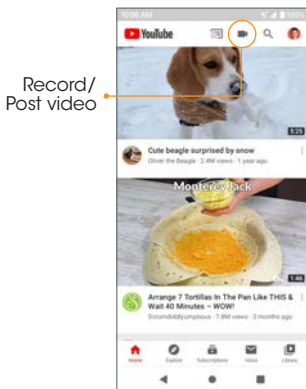 10:06 AM
100%
YouTube
Record/
Post video
5:25
Cute beagle surprised by snow
Oliver the Beagle · 2.4M views · 1 year ago
Monterey Jack
1:46
Arrange 7 Tortillas In The Pan Like THIS &
Wait 40 Minutes – WOW!
Scrumdiddlyumptious · 7.8M views · 3 months ago
Home
Explore
Subscriptions
Inbox
Library